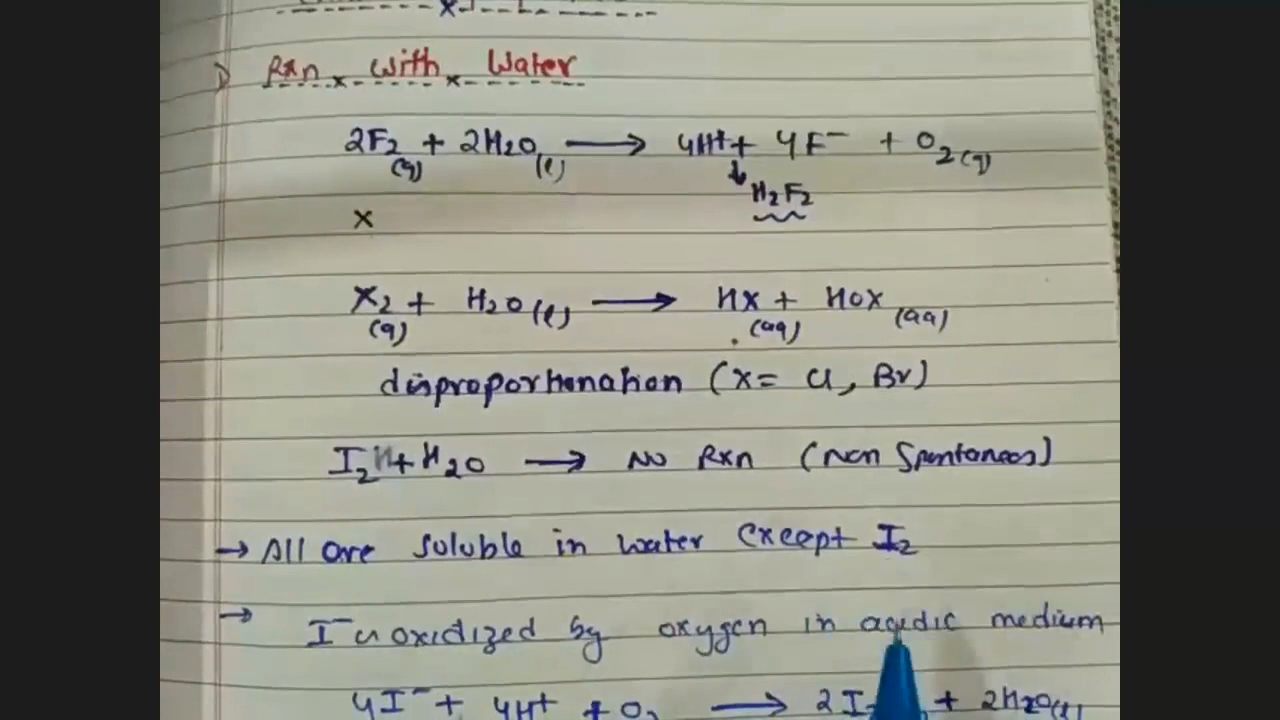 Rxn with Water
2F2 + 2H2O → 4H+ + 4F- + O2(g)
(g) (l)
↓ H2F2
x
X2 + H2O(l) → HX + HOX
(g) (aq) (aq)
disproportionation (X= Cl, Br)
I2 + H2O → No Rxn (non Spontaneous)
→ All are soluble in water except I2
→ I- is oxidized by oxygen in acidic medium
4I- + 4H+ + O2 → 2I2 + 2H2O(l)